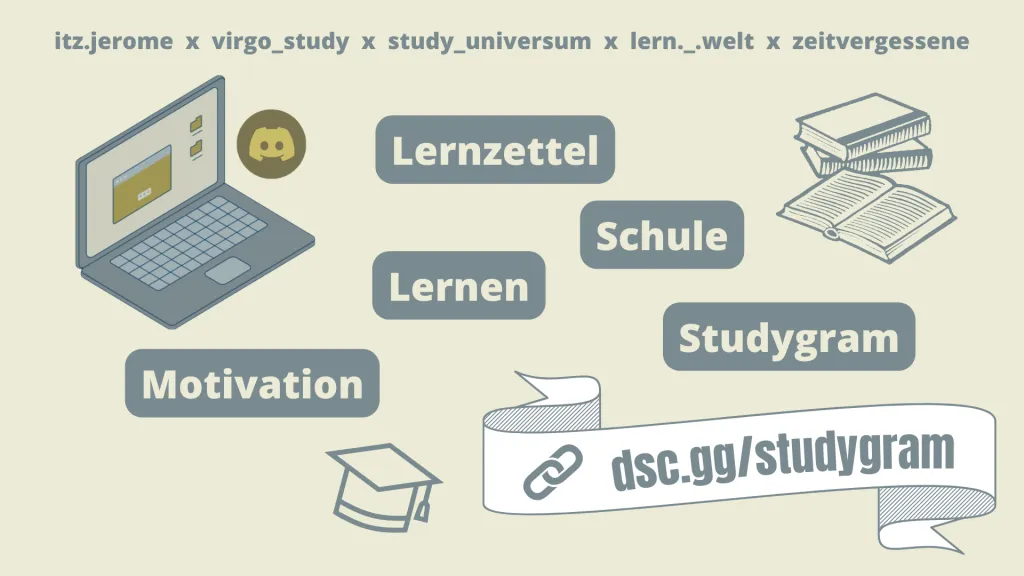 itz.jerome x virgo_study x study_universum x lern._.welt x zeitvergessene
Lernzettel
Schule
Lernen
Studygram
Motivation
dsc.gg/studygram